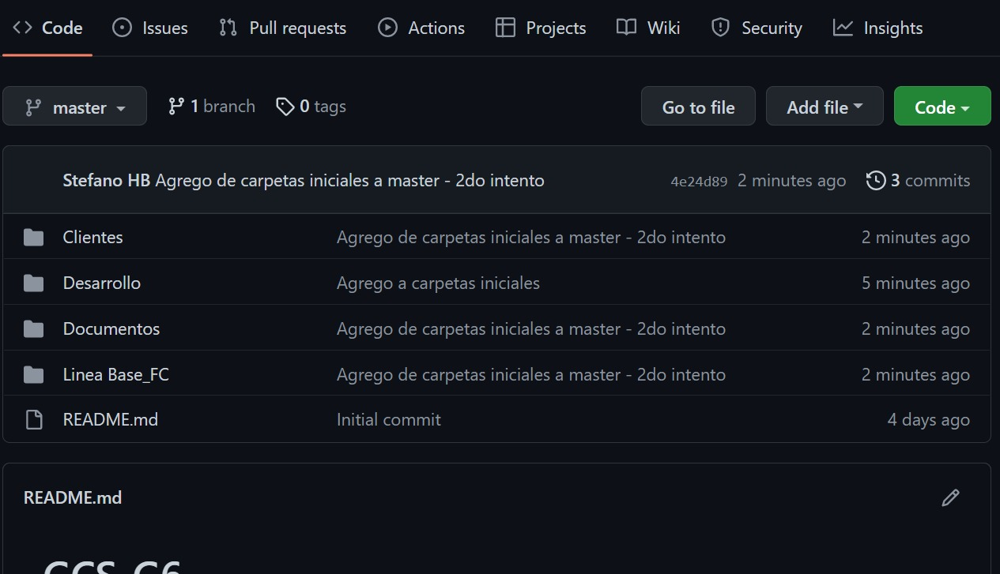 Code Issues Pull requests Actions Projects Wiki Security Insights
master 1 branch 0 tags Go to file Add file Code
Stefano HB Agrego de carpetas iniciales a master - 2do intento 4e24d89 2 minutes ago 3 commits
Clientes Agrego de carpetas iniciales a master - 2do intento 2 minutes ago
Desarrollo Agrego a carpetas iniciales 5 minutes ago
Documentos Agrego de carpetas iniciales a master - 2do intento 2 minutes ago
Linea Base_FC Agrego de carpetas iniciales a master - 2do intento 2 minutes ago
README.md Initial commit 4 days ago
README.md